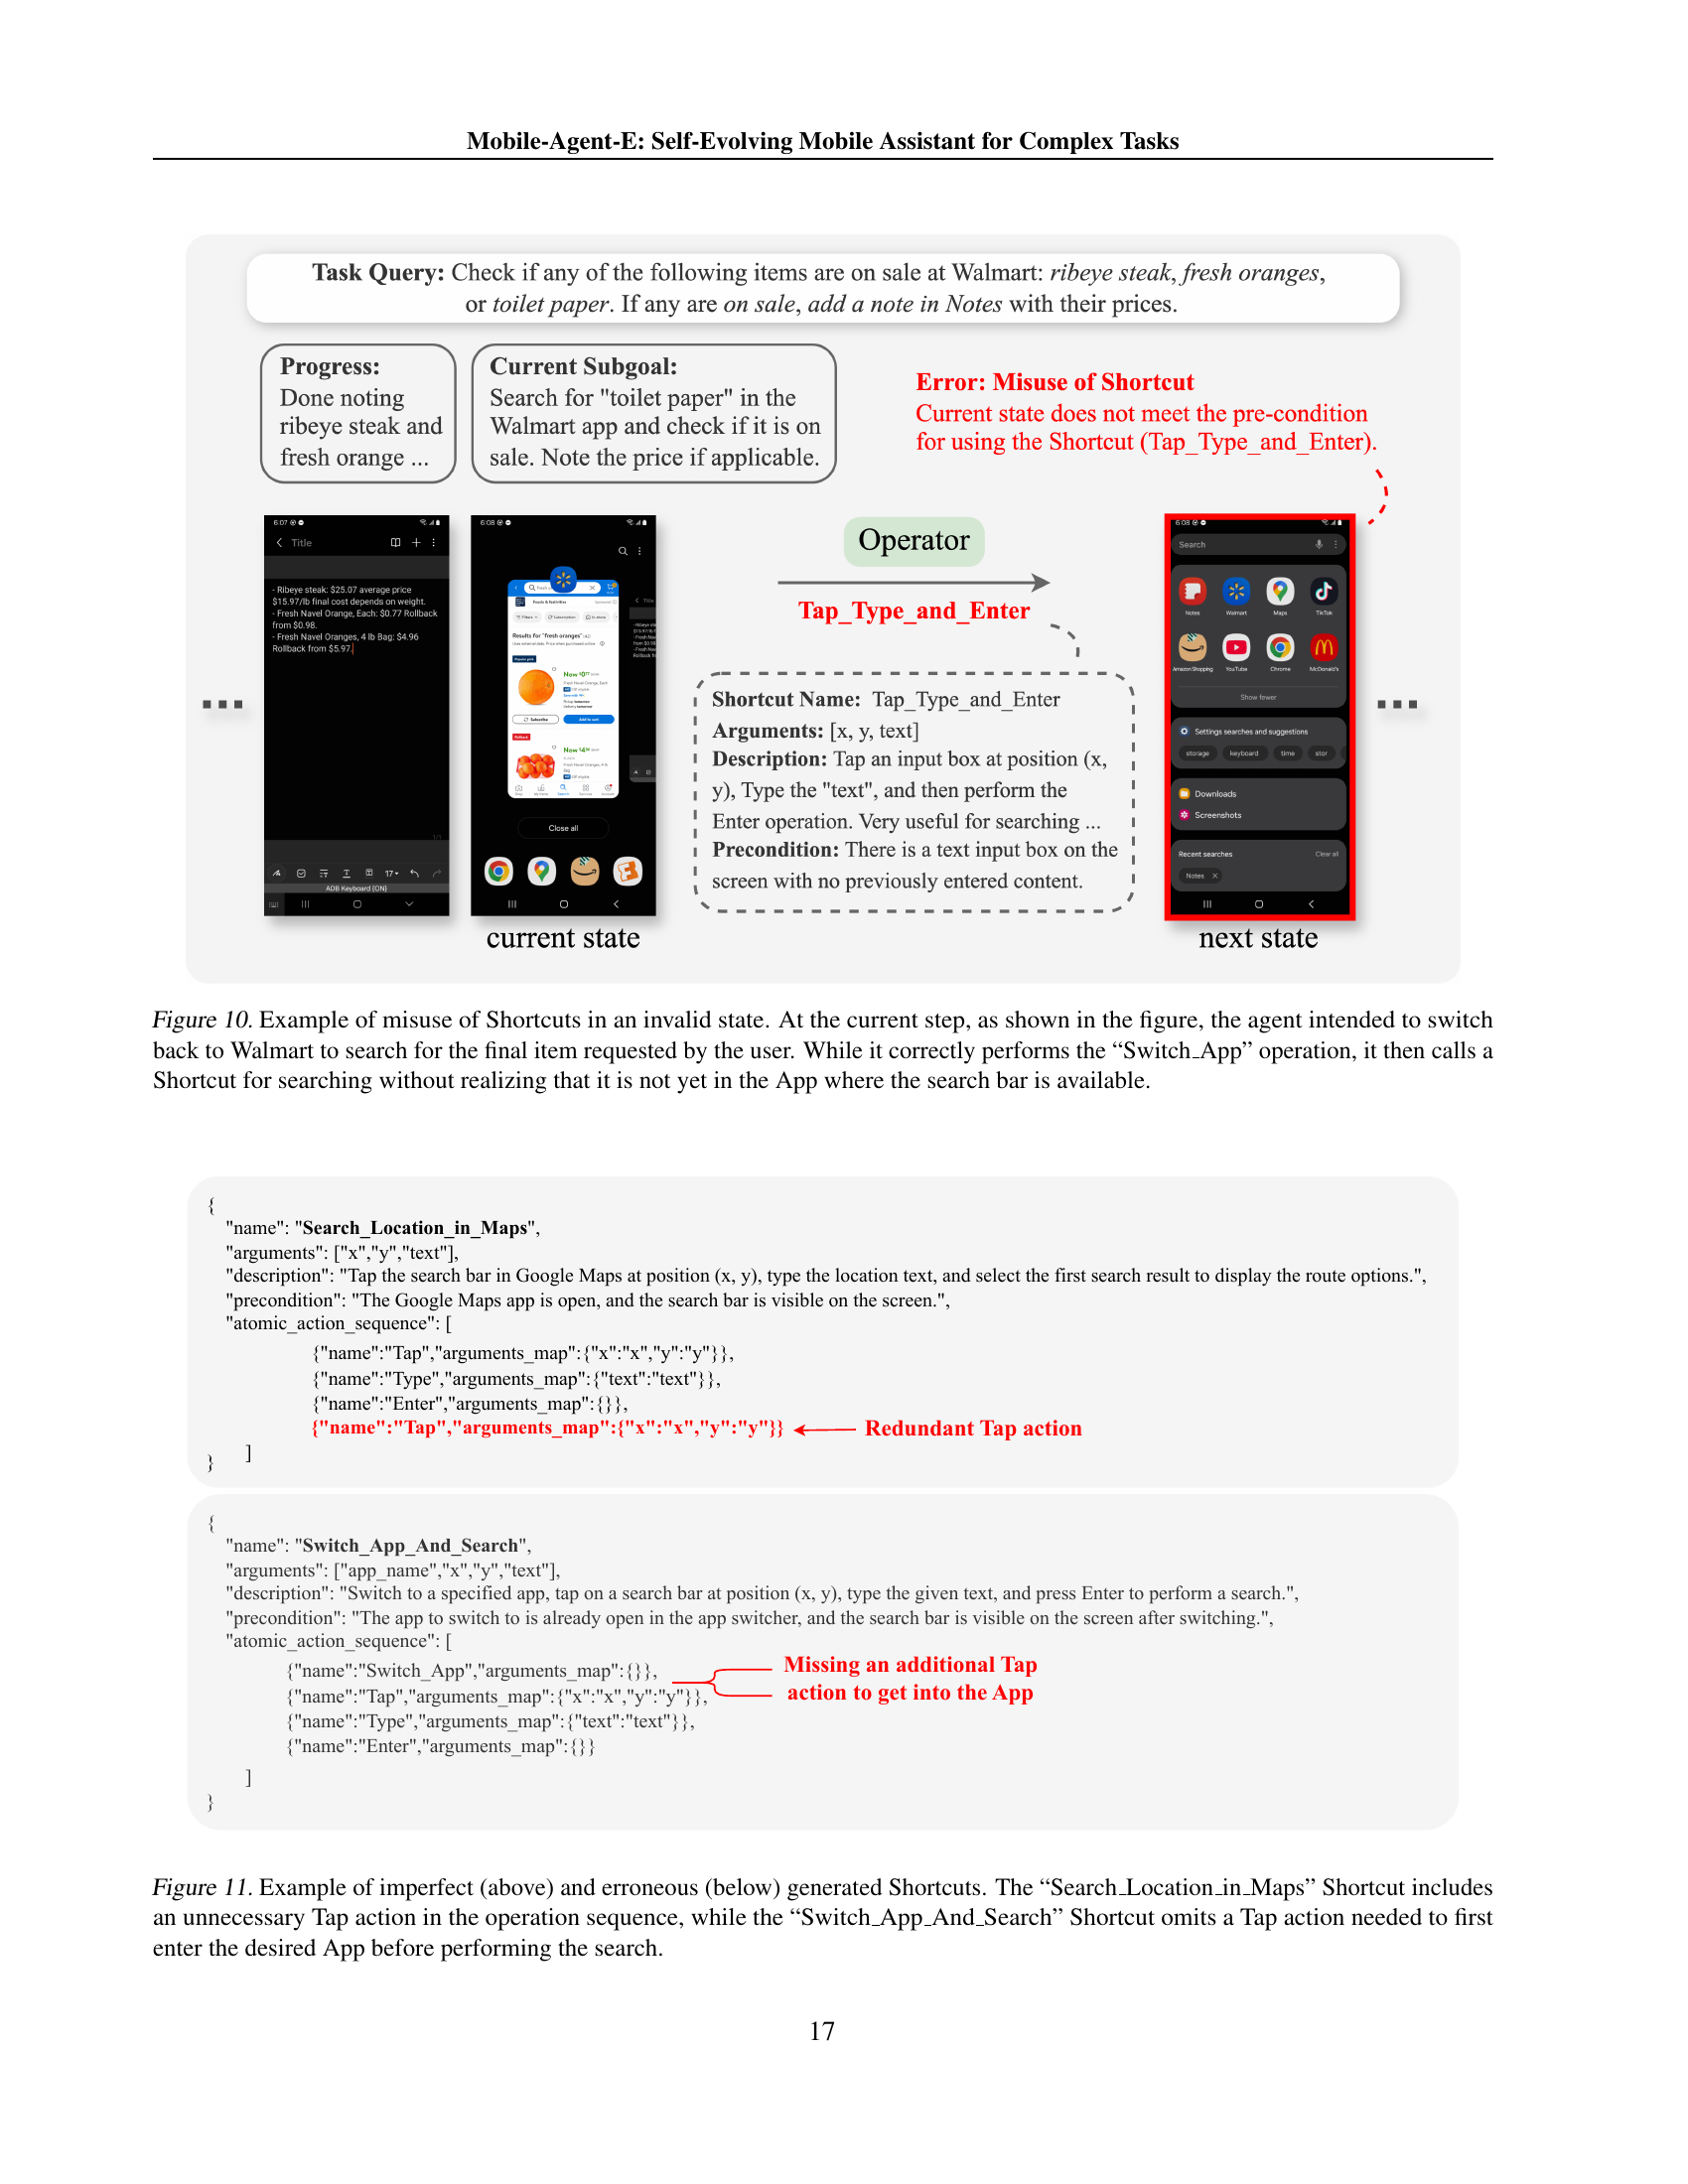 Mobile-Agent-E: Self-Evolving Mobile Assistant for Complex Tasks
Task Query: Check if any of the following items are on sale at Walmart: ribeye steak, fresh oranges,
or toilet paper. If any are on sale, add a note in Notes with their prices.
Progress:
Done noting
ribeye steak and
fresh orange ...
Current Subgoal:
Search for "toilet paper" in the
Walmart app and check if it is on
sale. Note the price if applicable.
Error: Misuse of Shortcut
Current state does not meet the pre-condition
for using the Shortcut (Tap_Type_and_Enter).
6:07
Title
- Ribeye steak: $25.07 average price
$15.97/lb final cost depends on weight.
- Fresh Navel Orange, Each: $0.77 Rollback
from $0.98.
- Fresh Navel Oranges, 4 lb Bag: $4.96
Rollback from $5.97.
1/1
17
ADB Keyboard {ON}
6:08
Results for "fresh oranges"
Subscribe
Add to cart
Close all
current state
Operator
Tap_Type_and_Enter
Shortcut Name: Tap_Type_and_Enter
Arguments: [x, y, text]
Description: Tap an input box at position (x,
y), Type the "text", and then perform the
Enter operation. Very useful for searching ...
Precondition: There is a text input box on the
screen with no previously entered content.
6:08
Search
Notes Walmart Maps TikTok
Amazon Shopping YouTube Chrome McDonald's
Show fewer
Settings searches and suggestions
storage keyboard time stor
Downloads
Screenshots
Recent searches Clear all
Notes X
next state
Figure 10. Example of misuse of Shortcuts in an invalid state. At the current step, as shown in the figure, the agent intended to switch
back to Walmart to search for the final item requested by the user. While it correctly performs the “Switch_App” operation, it then calls a
Shortcut for searching without realizing that it is not yet in the App where the search bar is available.
{
"name": "Search_Location_in_Maps",
"arguments": ["x","y","text"],
"description": "Tap the search bar in Google Maps at position (x, y), type the location text, and select the first search result to display the route options.",
"precondition": "The Google Maps app is open, and the search bar is visible on the screen.",
"atomic_action_sequence": [
{"name":"Tap","arguments_map":{"x":"x","y":"y"}},
{"name":"Type","arguments_map":{"text":"text"}},
{"name":"Enter","arguments_map":{}},
{"name":"Tap","arguments_map":{"x":"x","y":"y"}} Redundant Tap action
]
}
{
"name": "Switch_App_And_Search",
"arguments": ["app_name","x","y","text"],
"description": "Switch to a specified app, tap on a search bar at position (x, y), type the given text, and press Enter to perform a search.",
"precondition": "The app to switch to is already open in the app switcher, and the search bar is visible on the screen after switching.",
"atomic_action_sequence": [
{"name":"Switch_App","arguments_map":{}},
{"name":"Tap","arguments_map":{"x":"x","y":"y"}},
{"name":"Type","arguments_map":{"text":"text"}},
{"name":"Enter","arguments_map":{}}
Missing an additional Tap
action to get into the App
]
}
Figure 11. Example of imperfect (above) and erroneous (below) generated Shortcuts. The “Search_Location_in_Maps” Shortcut includes
an unnecessary Tap action in the operation sequence, while the “Switch_App_And_Search” Shortcut omits a Tap action needed to first
enter the desired App before performing the search.
17